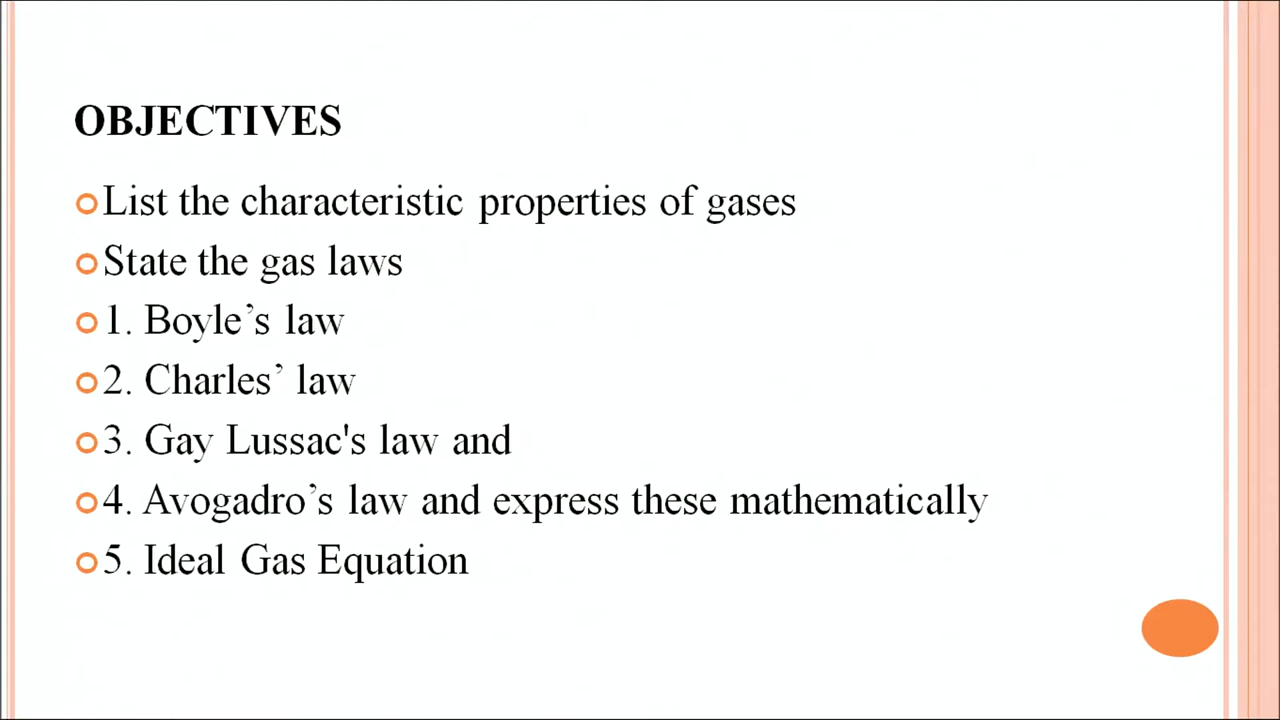 OBJECTIVES
List the characteristic properties of gases
State the gas laws
1. Boyle’s law
2. Charles’ law
3. Gay Lussac's law and
4. Avogadro’s law and express these mathematically
5. Ideal Gas Equation